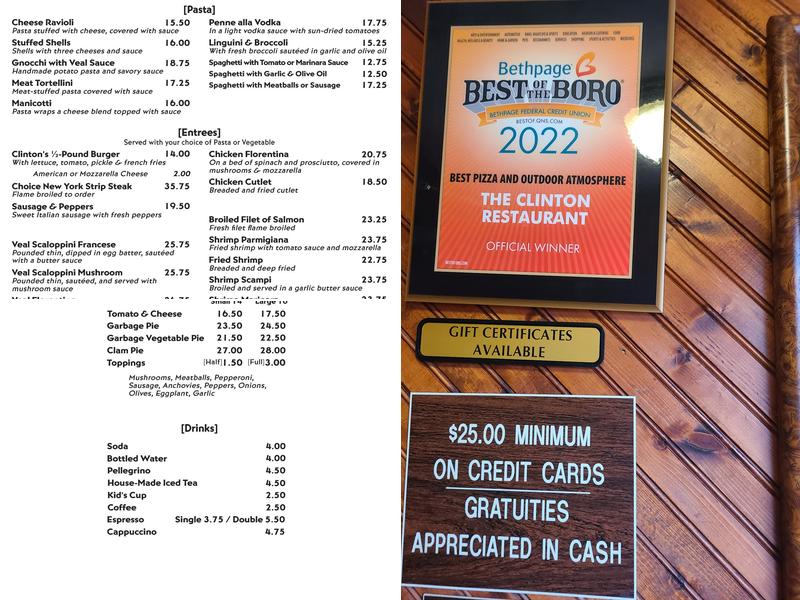 [Pasta]
Cheese Ravioli 15.50
Pasta stuffed with cheese, covered with sauce
Stuffed Shells 16.00
Shells with three cheeses and sauce
Gnocchi with Veal Sauce 18.75
Handmade potato pasta and savory sauce
Meat Tortellini 17.25
Meat-stuffed pasta covered with sauce
Manicotti 16.00
Pasta wraps a cheese blend topped with sauce
Penne alla Vodka 17.75
In a light vodka sauce with sun-dried tomatoes
Linguini & Broccoli 15.25
With fresh broccoli sautéed in garlic and olive oil
Spaghetti with Tomato or Marinara Sauce 12.75
Spaghetti with Garlic & Olive Oil 12.50
Spaghetti with Meatballs or Sausage 17.25
[Entrees]
Served with your choice of Pasta or Vegetable
Clinton's ½-Pound Burger 14.00
With lettuce, tomato, pickle & french fries
American or Mozzarella Cheese 2.00
Choice New York Strip Steak 35.75
Flame broiled to order
Sausage & Peppers 19.50
Sweet Italian sausage with fresh peppers
Veal Scaloppini Francese 25.75
Pounded thin, dipped in egg batter, sautéed
with a butter sauce
Veal Scaloppini Mushroom 25.75
Pounded thin, sautéed, and served with
mushroom sauce
Chicken Florentina 20.75
On a bed of spinach and prosciutto, covered in
mushrooms & mozzarella
Chicken Cutlet 18.50
Breaded and fried cutlet
Broiled Filet of Salmon 23.25
Fresh filet flame broiled
Shrimp Parmigiana 23.75
Fried shrimp with tomato sauce and mozzarella
Fried Shrimp 22.75
Breaded and deep fried
Shrimp Scampi 23.75
Broiled and served in a garlic butter sauce
Tomato & Cheese 16.50 17.50
Garbage Pie 23.50 24.50
Garbage Vegetable Pie 21.50 22.50
Clam Pie 27.00 28.00
Toppings [Half]1.50 [Full]3.00
Mushrooms, Meatballs, Pepperoni,
Sausage, Anchovies, Peppers, Onions,
Olives, Eggplant, Garlic
[Drinks]
Soda 4.00
Bottled Water 4.00
Pellegrino 4.50
House-Made Iced Tea 4.50
Kid's Cup 2.50
Coffee 2.50
Espresso Single 3.75 / Double 5.50
Cappuccino 4.75
Bethpage
BEST OF THE BORO
BETHPAGE FEDERAL CREDIT UNION
BESTOF.QNS.COM
2022
BEST PIZZA AND OUTDOOR ATMOSPHERE
THE CLINTON
RESTAURANT
OFFICIAL WINNER
GIFT CERTIFICATES
AVAILABLE
$25.00 MINIMUM
ON CREDIT CARDS
GRATUITIES
APPRECIATED IN CASH